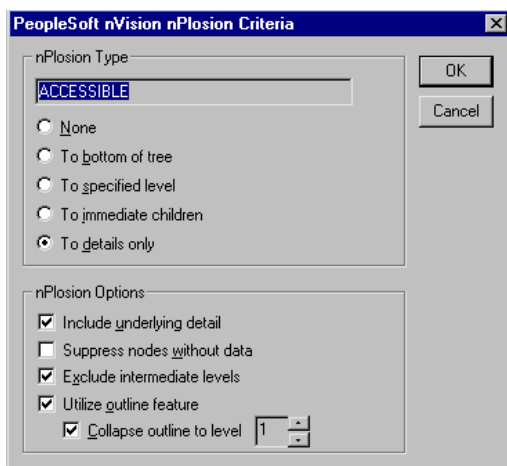 PeopleSoft nVision nPlosion Criteria
nPlosion Type
ACCESSIBLE
None
To bottom of tree
To specified level
To immediate children
To details only
OK
Cancel
nPlosion Options
Include underlying detail
Suppress nodes without data
Exclude intermediate levels
Utilize outline feature
Collapse outline to level 1